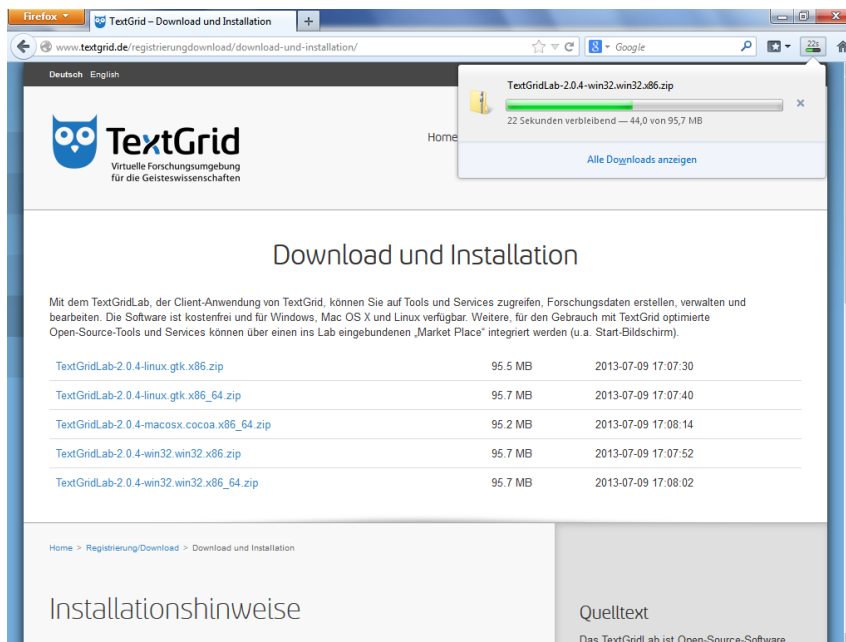 Firefox
TextGrid – Download und Installation
www.textgrid.de/registrierungdownload/download-und-installation/
Google
22s
Deutsch English
TextGridLab-2.0.4-win32.win32.x86.zip
22 Sekunden verbleibend — 44,0 von 95,7 MB
Alle Downloads anzeigen
TextGrid
Virtuelle Forschungsumgebung
für die Geisteswissenschaften
Home
Download und Installation
Mit dem TextGridLab, der Client-Anwendung von TextGrid, können Sie auf Tools und Services zugreifen, Forschungsdaten erstellen, verwalten und
bearbeiten. Die Software ist kostenfrei und für Windows, Mac OS X und Linux verfügbar. Weitere, für den Gebrauch mit TextGrid optimierte
Open-Source-Tools und Services können über einen ins Lab eingebundenen „Market Place“ integriert werden (u.a. Start-Bildschirm).
TextGridLab-2.0.4-linux.gtk.x86.zip 95.5 MB 2013-07-09 17:07:30
TextGridLab-2.0.4-linux.gtk.x86_64.zip 95.7 MB 2013-07-09 17:07:40
TextGridLab-2.0.4-macosx.cocoa.x86_64.zip 95.2 MB 2013-07-09 17:08:14
TextGridLab-2.0.4-win32.win32.x86.zip 95.7 MB 2013-07-09 17:07:52
TextGridLab-2.0.4-win32.win32.x86_64.zip 95.7 MB 2013-07-09 17:08:02
Home > Registrierung/Download > Download und Installation
Installationshinweise
Quelltext
Das TextGridLab ist Open-Source-Software